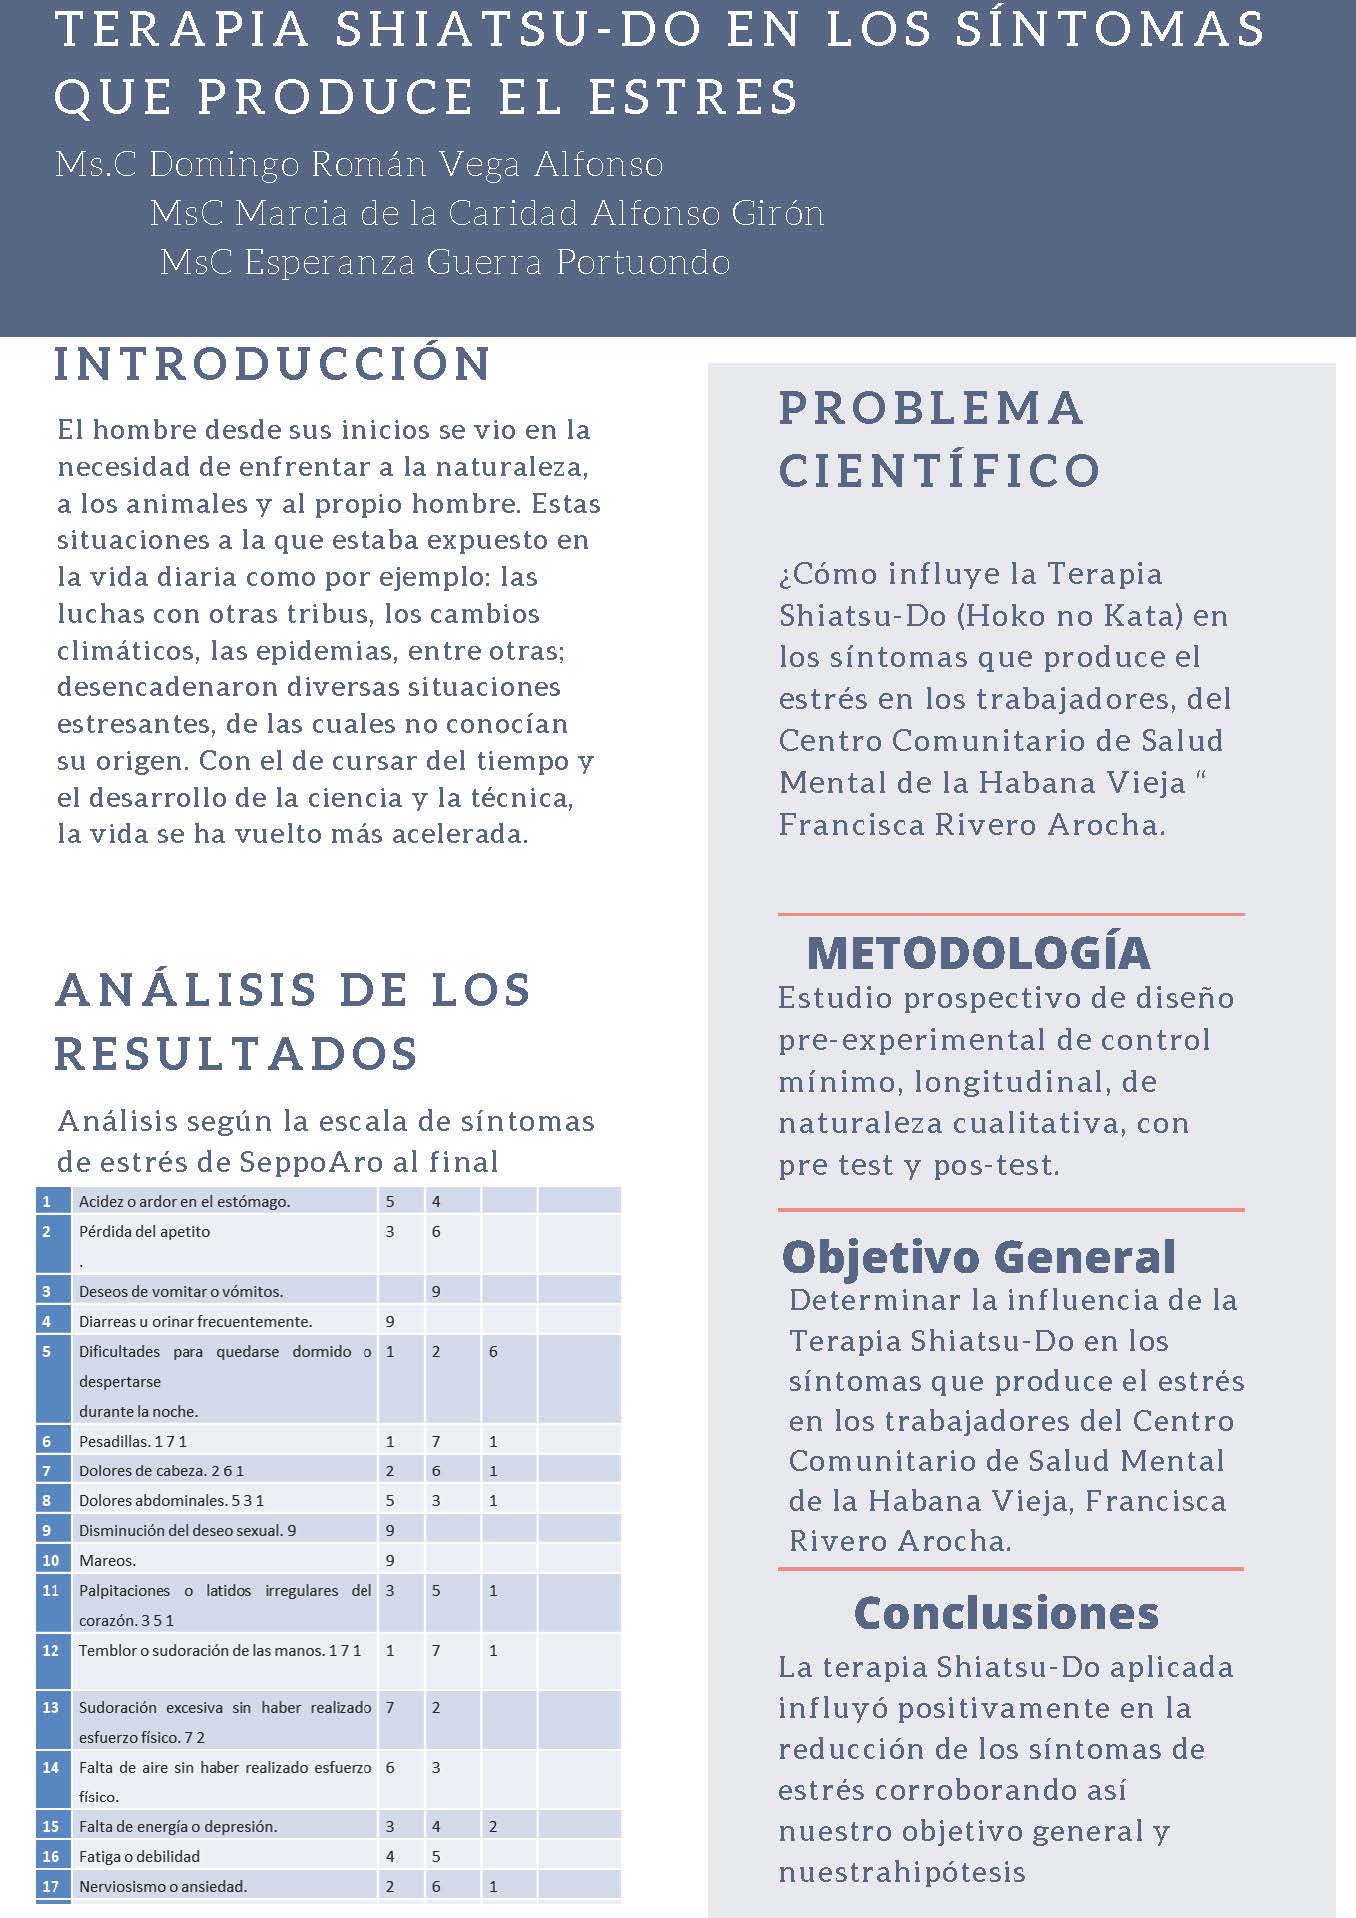 TERAPIA SHIATSU-DO EN LOS SÍNTOMAS
QUE PRODUCE EL ESTRES
Ms.C Domingo Román Vega Alfonso
MsC Marcia de la Caridad Alfonso Girón
MsC Esperanza Guerra Portuondo
INTRODUCCIÓN
El hombre desde sus inicios se vio en la
necesidad de enfrentar a la naturaleza,
a los animales y al propio hombre. Estas
situaciones a la que estaba expuesto en
la vida diaria como por ejemplo: las
luchas con otras tribus, los cambios
climáticos, las epidemias, entre otras;
desencadenaron diversas situaciones
estresantes, de las cuales no conocían
su origen. Con el de cursar del tiempo y
el desarrollo de la ciencia y la técnica,
la vida se ha vuelto más acelerada.
ANÁLISIS DE LOS
RESULTADOS
Análisis según la escala de síntomas
de estrés de SeppoAro al final
1 Acidez o ardor en el estómago. 5 4
2 Pérdida del apetito 3 6
.
3 Deseos de vomitar o vómitos. 9
4 Diarreas u orinar frecuentemente. 9
5 Dificultades para quedarse dormido o 1 2 6
despertarse
durante la noche.
6 Pesadillas. 1 7 1 1 7 1
7 Dolores de cabeza. 2 6 1 2 6 1
8 Dolores abdominales. 5 3 1 5 3 1
9 Disminución del deseo sexual. 9 9
10 Mareos. 9
11 Palpitaciones o latidos irregulares del 3 5 1
corazón. 3 5 1
12 Temblor o sudoración de las manos. 1 7 1 1 7 1
13 Sudoración excesiva sin haber realizado 7 2
esfuerzo físico. 7 2
14 Falta de aire sin haber realizado esfuerzo 6 3
físico.
15 Falta de energía o depresión. 3 4 2
16 Fatiga o debilidad 4 5
17 Nerviosismo o ansiedad. 2 6 1
PROBLEMA
CIENTÍFICO
¿Cómo influye la Terapia
Shiatsu-Do (Hoko no Kata) en
los síntomas que produce el
estrés en los trabajadores, del
Centro Comunitario de Salud
Mental de la Habana Vieja “
Francisca Rivero Arocha.
METODOLOGÍA
Estudio prospectivo de diseño
pre-experimental de control
mínimo, longitudinal, de
naturaleza cualitativa, con
pre test y pos-test.
Objetivo General
Determinar la influencia de la
Terapia Shiatsu-Do en los
síntomas que produce el estrés
en los trabajadores del Centro
Comunitario de Salud Mental
de la Habana Vieja, Francisca
Rivero Arocha.
Conclusiones
La terapia Shiatsu-Do aplicada
influyó positivamente en la
reducción de los síntomas de
estrés corroborando así
nuestro objetivo general y
nuestrahipótesis